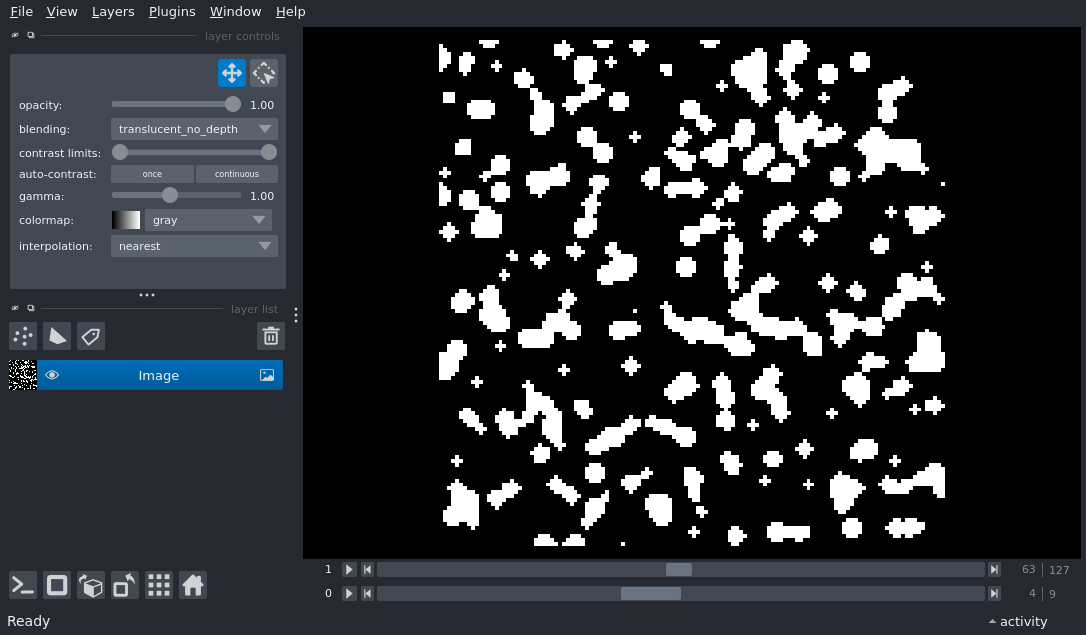 File View Layers Plugins Window Help
layer controls
opacity: 1.00
blending: translucent_no_depth
contrast limits:
auto-contrast: once continuous
gamma: 1.00
colormap: gray
interpolation: nearest
layer list
Image
1 63 127
0 4 9
Ready activity